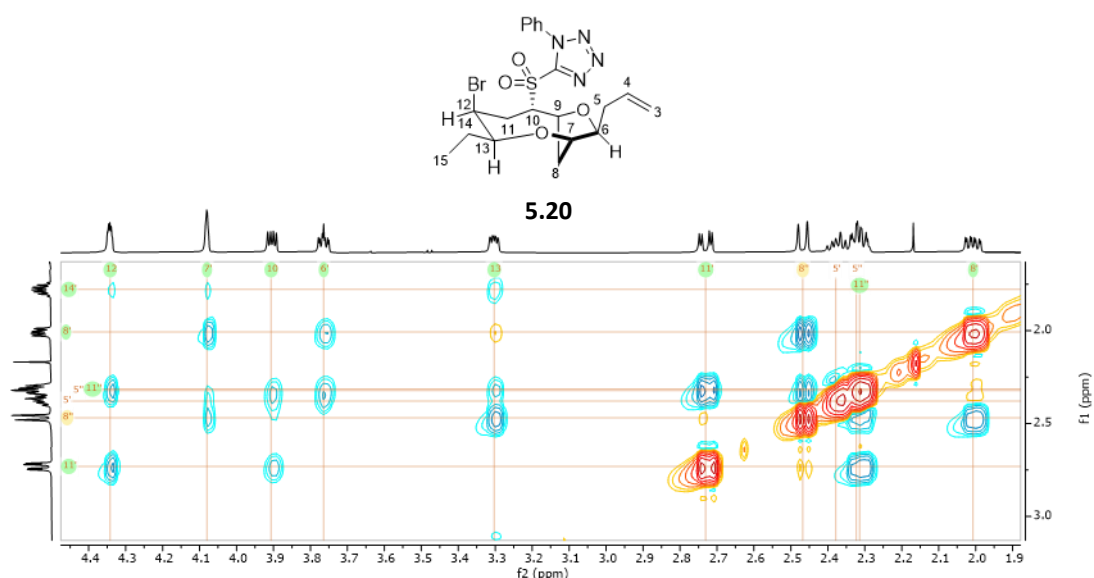 Ph
N N
N
N
O
O S
Br
H 12 14 11 10 9 O 5 4 3
O 7 6 H
15 13 H 8
5.20
12 7' 10 6' 13 11' 8" 5' 5" 8'
11"
14'
8'
5" 11"
5'
8"
11'
2.0
2.5
3.0
f1 (ppm)
4.4 4.3 4.2 4.1 4.0 3.9 3.8 3.7 3.6 3.5 3.4 3.3 3.2 3.1 3.0 2.9 2.8 2.7 2.6 2.5 2.4 2.3 2.2 2.1 2.0 1.9
f2 (ppm)